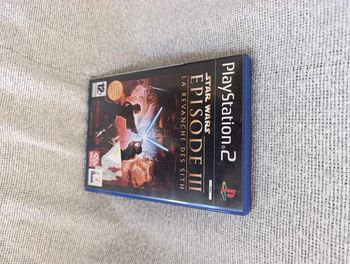 PlayStation.2
STAR WARS
EPISODE III
LA REVANCHE DES SITH
12+